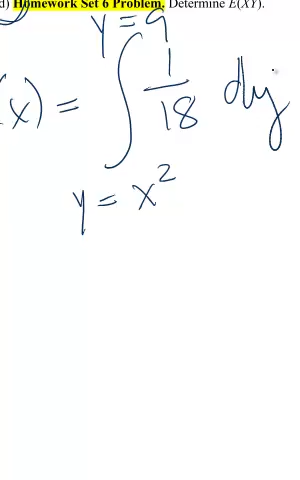 d) Homework Set 6 Problem. Determine E(XY).
y = 9
(x) = ∫ 1/18 dy
y = x²